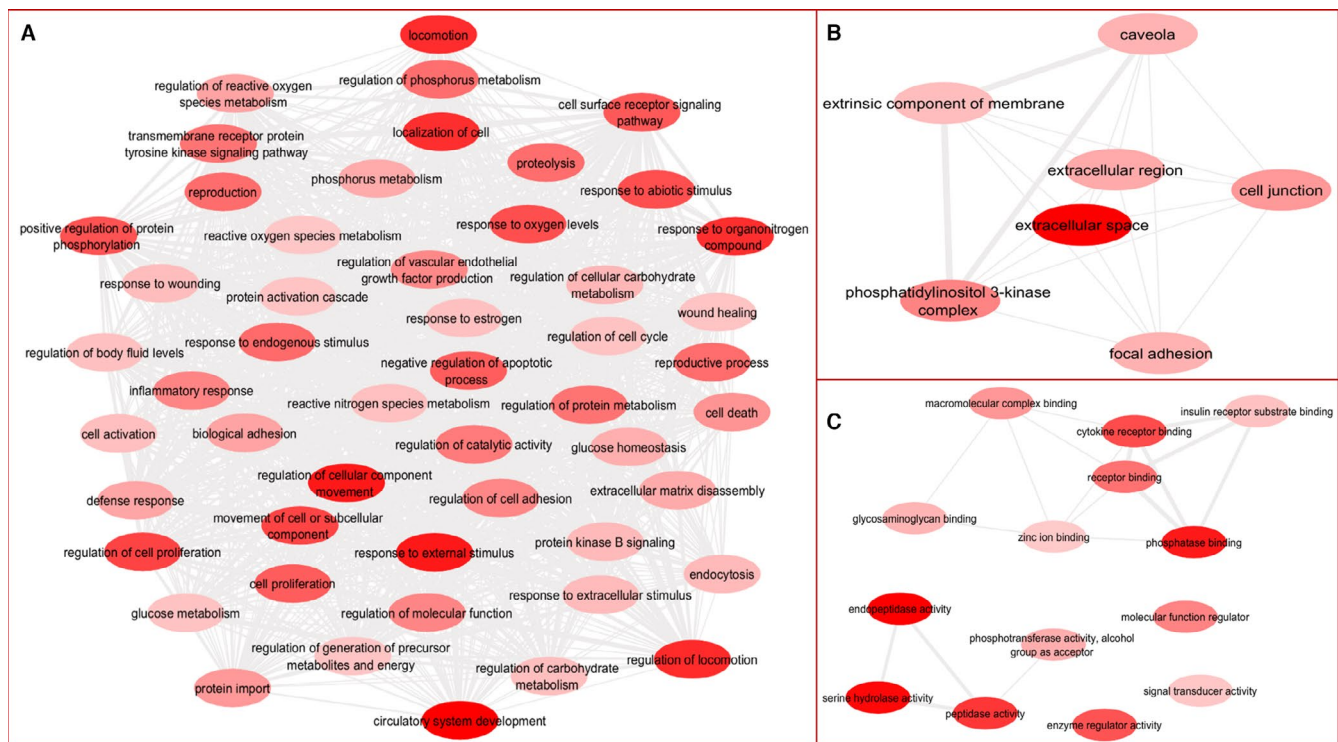 A
locomotion
regulation of reactive oxygen
species metabolism
regulation of phosphorus metabolism
cell surface receptor signaling
pathway
transmembrane receptor protein
tyrosine kinase signaling pathway
localization of cell
proteolysis
phosphorus metabolism
reproduction
response to abiotic stimulus
positive regulation of protein
phosphorylation
reactive oxygen species metabolism
response to oxygen levels
response to organonitrogen
compound
regulation of vascular endothelial
growth factor production
response to wounding
protein activation cascade
regulation of cellular carbohydrate
metabolism
response to estrogen
wound healing
regulation of body fluid levels
response to endogenous stimulus
regulation of cell cycle
negative regulation of apoptotic
process
reproductive process
inflammatory response
reactive nitrogen species metabolism
regulation of protein metabolism
cell death
cell activation
biological adhesion
regulation of catalytic activity
glucose homeostasis
regulation of cellular component
movement
defense response
regulation of cell adhesion
extracellular matrix disassembly
movement of cell or subcellular
component
regulation of cell proliferation
response to external stimulus
protein kinase B signaling
endocytosis
cell proliferation
response to extracellular stimulus
glucose metabolism
regulation of molecular function
regulation of generation of precursor
metabolites and energy
regulation of carbohydrate
metabolism
regulation of locomotion
protein import
circulatory system development
B
caveola
extrinsic component of membrane
extracellular region
cell junction
extracellular space
phosphatidylinositol 3-kinase
complex
focal adhesion
C
macromolecular complex binding
insulin receptor substrate binding
cytokine receptor binding
receptor binding
glycosaminoglycan binding
zinc ion binding
phosphatase binding
endopeptidase activity
molecular function regulator
phosphotransferase activity, alcohol
group as acceptor
serine hydrolase activity
peptidase activity
signal transducer activity
enzyme regulator activity